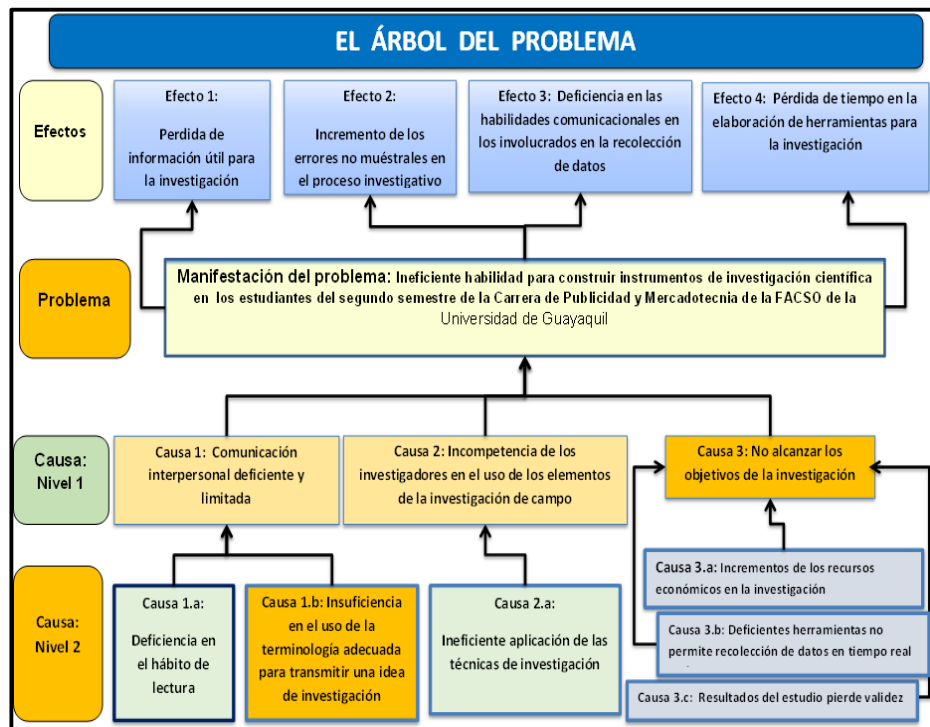 EL ÁRBOL DEL PROBLEMA
Efectos
Efecto 1:
Perdida de
información útil para
la investigación
Efecto 2:
Incremento de los
errores no muéstrales en
el proceso investigativo
Efecto 3: Deficiencia en las
habilidades comunicacionales en
los involucrados en la recolección
de datos
Efecto 4: Pérdida de tiempo en la
elaboración de herramientas para
la investigación
Problema
Manifestación del problema: Ineficiente habilidad para construir instrumentos de investigación científica
en los estudiantes del segundo semestre de la Carrera de Publicidad y Mercadotecnia de la FACSO de la
Universidad de Guayaquil
Causa:
Nivel 1
Causa 1: Comunicación
interpersonal deficiente y
limitada
Causa 2: Incompetencia de los
investigadores en el uso de los elementos
de la investigación de campo
Causa 3: No alcanzar los
objetivos de la investigación
Causa:
Nivel 2
Causa 1.a:
Deficiencia en
el hábito de
lectura
Causa 1.b: Insuficiencia
en el uso de la
terminología adecuada
para transmitir una idea
de investigación
Causa 2.a:
Ineficiente aplicación de las
técnicas de investigación
Causa 3.a: Incrementos de los recursos
económicos en la investigación
Causa 3.b: Deficientes herramientas no
permite recolección de datos en tiempo real
Causa 3.c: Resultados del estudio pierde validez